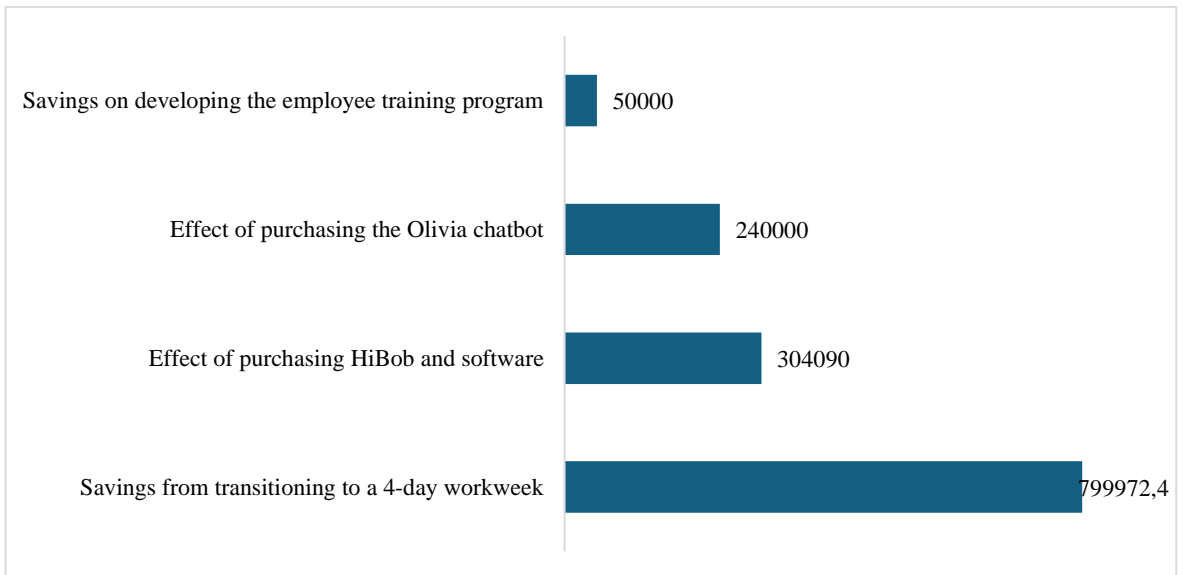 Savings on developing the employee training program 50000
Effect of purchasing the Olivia chatbot 240000
Effect of purchasing HiBob and software 304090
Savings from transitioning to a 4-day workweek 799972,4